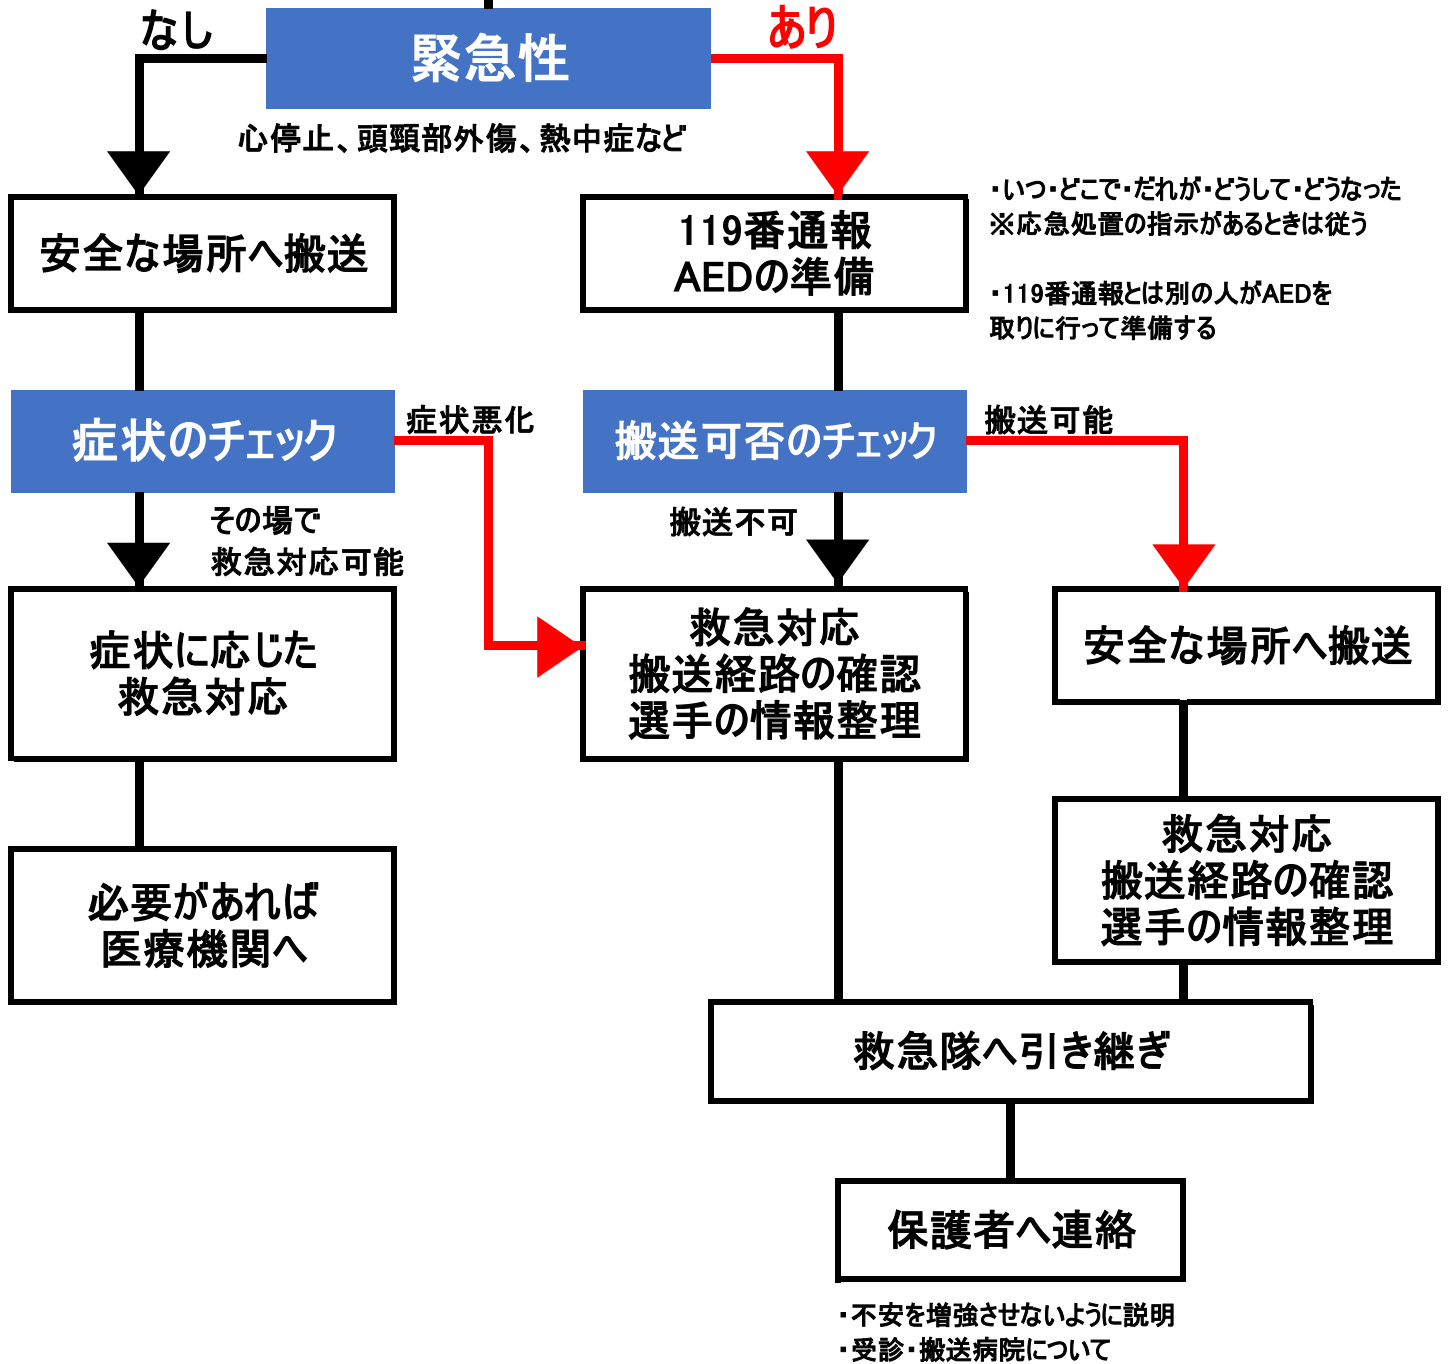 なし
緊急性
あり
心停止、頭頸部外傷、熱中症など
安全な場所へ搬送
119番通報
AEDの準備
・いつ・どこで・だれが・どうして・どうなった
※応急処置の指示があるときは従う
・119番通報とは別の人がAEDを
取りに行って準備する
症状のチェック
症状悪化
搬送可否のチェック
搬送可能
その場で
救急対応可能
搬送不可
症状に応じた
救急対応
救急対応
搬送経路の確認
選手の情報整理
安全な場所へ搬送
必要があれば
医療機関へ
救急対応
搬送経路の確認
選手の情報整理
救急隊へ引き継ぎ
保護者へ連絡
・不安を増強させないように説明
・受診・搬送病院について